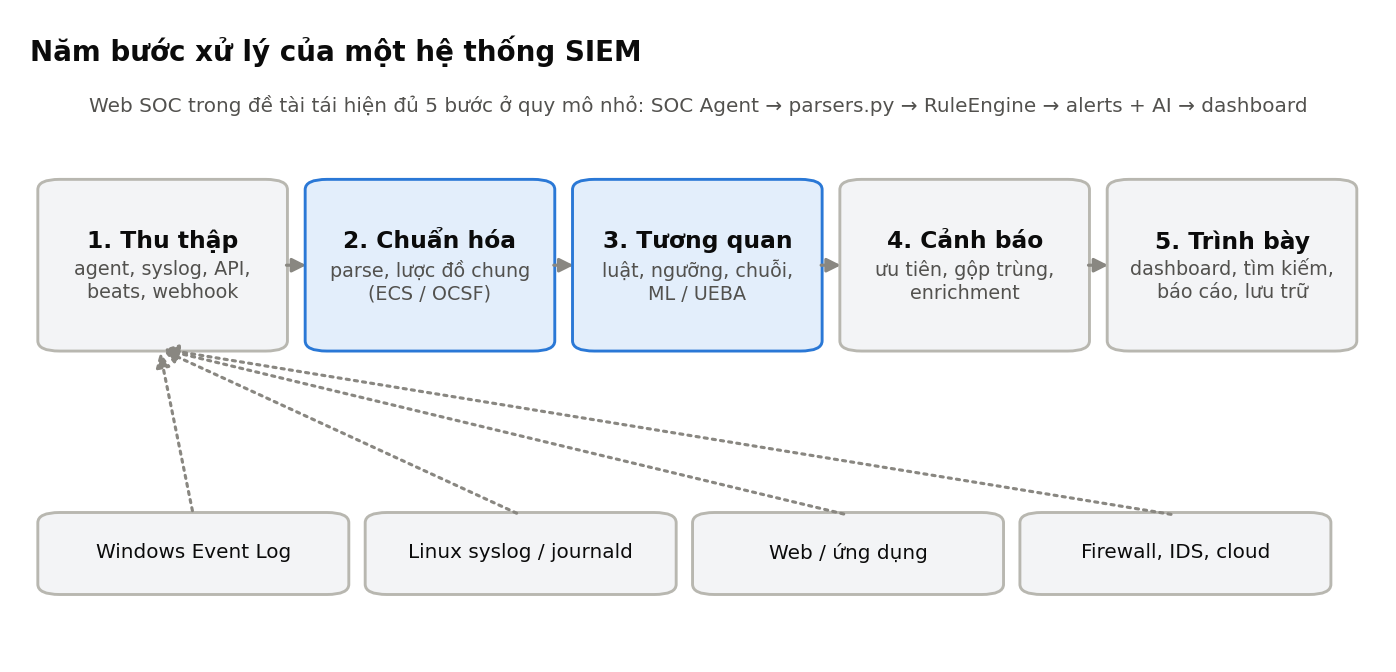 Năm bước xử lý của một hệ thống SIEM
Web SOC trong đề tài tái hiện đủ 5 bước ở quy mô nhỏ: SOC Agent → parsers.py → RuleEngine → alerts + AI → dashboard
1. Thu thập
agent, syslog, API,
beats, webhook
2. Chuẩn hóa
parse, lược đồ chung
(ECS / OCSF)
3. Tương quan
luật, ngưỡng, chuỗi,
ML / UEBA
4. Cảnh báo
ưu tiên, gộp trùng,
enrichment
5. Trình bày
dashboard, tìm kiếm,
báo cáo, lưu trữ
Windows Event Log
Linux syslog / journald
Web / ứng dụng
Firewall, IDS, cloud